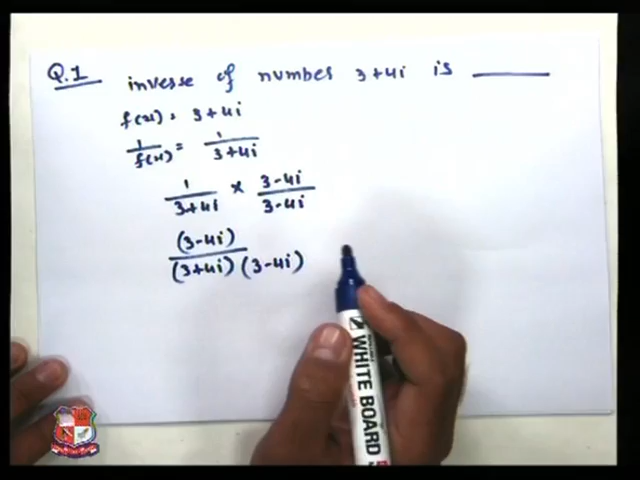 Q.1 inverse of number 3+4i is ______
f(x) = 3+4i
1/f(x) = 1/3+4i
1/3+4i × 3-4i/3-4i
(3-4i)/(3+4i)(3-4i)
WHITE BOARD